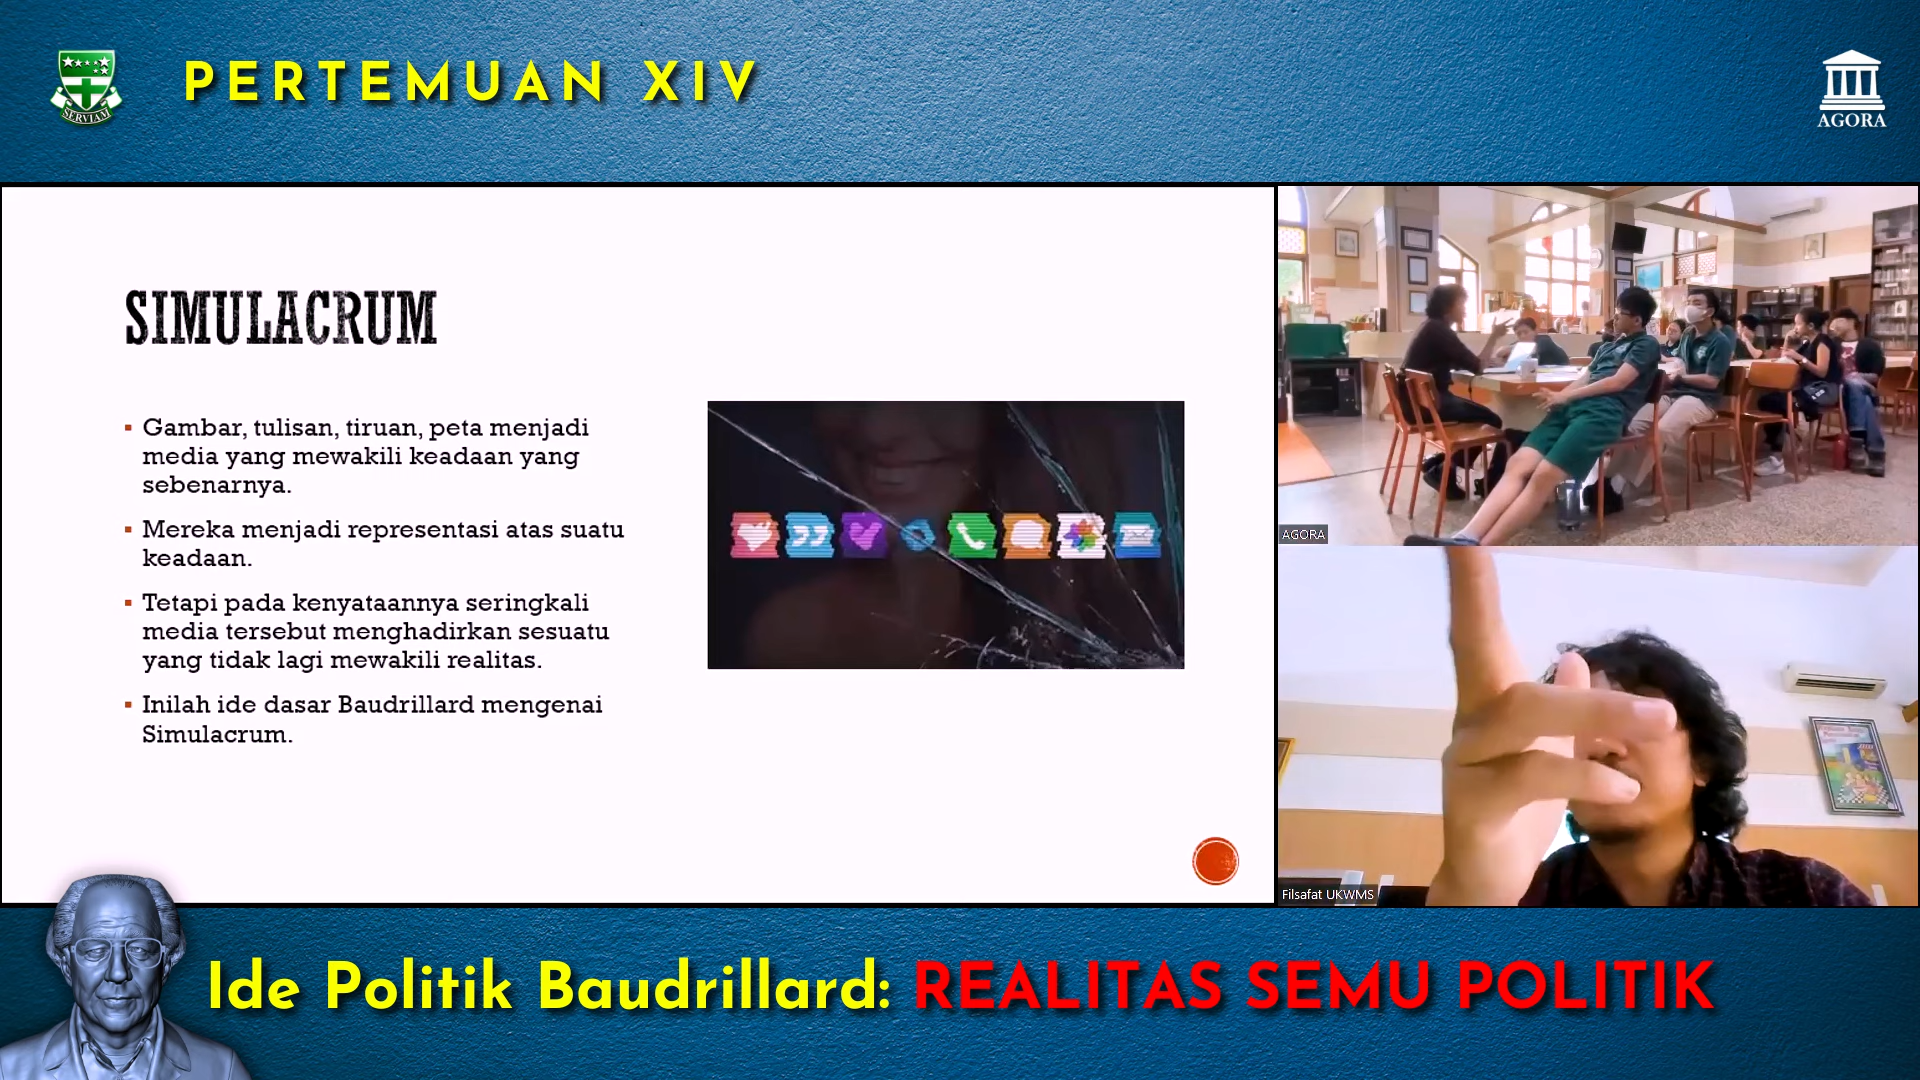 PERTEMUAN XIV
SERVIAM
AGORA
SIMULACRUM
▪ Gambar, tulisan, tiruan, peta menjadi
media yang mewakili keadaan yang
sebenarnya.
▪ Mereka menjadi representasi atas suatu
keadaan.
▪ Tetapi pada kenyataannya seringkali
media tersebut menghadirkan sesuatu
yang tidak lagi mewakili realitas.
▪ Inilah ide dasar Baudrillard mengenai
Simulacrum.
AGORA
Filsafat UKWMS
Ide Politik Baudrillard: REALITAS SEMU POLITIK